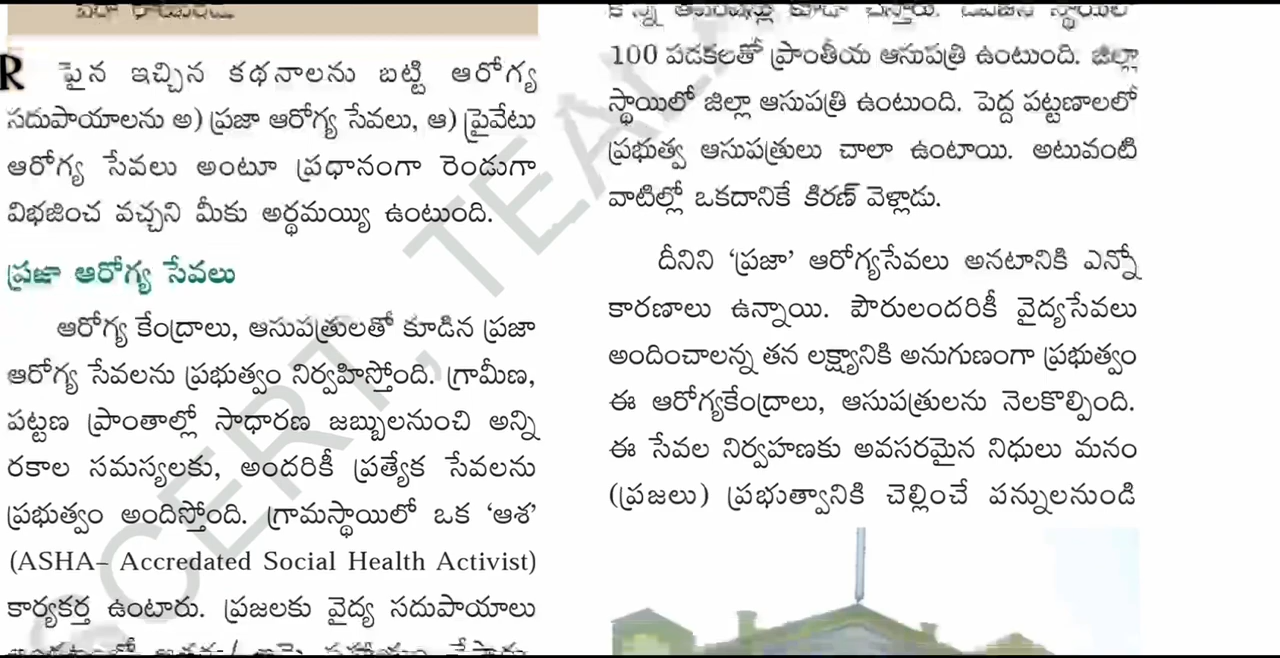 R పైన ఇచ్చిన కథనాలను బట్టి ఆరోగ్య
సదుపాయాలను అ) ప్రజా ఆరోగ్య సేవలు, ఆ) ప్రైవేటు
ఆరోగ్య సేవలు అంటూ ప్రధానంగా రెండుగా
విభజించ వచ్చని మీకు అర్థమయ్యి ఉంటుంది.
ప్రజా ఆరోగ్య సేవలు
ఆరోగ్య కేంద్రాలు, ఆసుపత్రులతో కూడిన ప్రజా
ఆరోగ్య సేవలను ప్రభుత్వం నిర్వహిస్తోంది. గ్రామీణ,
పట్టణ ప్రాంతాల్లో సాధారణ జబ్బులనుంచి అన్ని
రకాల సమస్యలకు, అందరికీ ప్రత్యేక సేవలను
ప్రభుత్వం అందిస్తోంది. గ్రామస్థాయిలో ఒక 'ఆశ'
(ASHA– Accredated Social Health Activist)
కార్యకర్త ఉంటారు. ప్రజలకు వైద్య సదుపాయాలు
100 పడకలతో ప్రాంతీయ ఆసుపత్రి ఉంటుంది. జిల్లా
స్థాయిలో జిల్లా ఆసుపత్రి ఉంటుంది. పెద్ద పట్టణాలలో
ప్రభుత్వ ఆసుపత్రులు చాలా ఉంటాయి. అటువంటి
వాటిల్లో ఒకదానికే కిరణ్ వెళ్లాడు.
దీనిని 'ప్రజా' ఆరోగ్యసేవలు అనటానికి ఎన్నో
కారణాలు ఉన్నాయి. పౌరులందరికీ వైద్యసేవలు
అందించాలన్న తన లక్ష్యానికి అనుగుణంగా ప్రభుత్వం
ఈ ఆరోగ్యకేంద్రాలు, ఆసుపత్రులను నెలకొల్పింది.
ఈ సేవల నిర్వహణకు అవసరమైన నిధులు మనం
(ప్రజలు) ప్రభుత్వానికి చెల్లించే పన్నులనుండి
SCERT, TEL